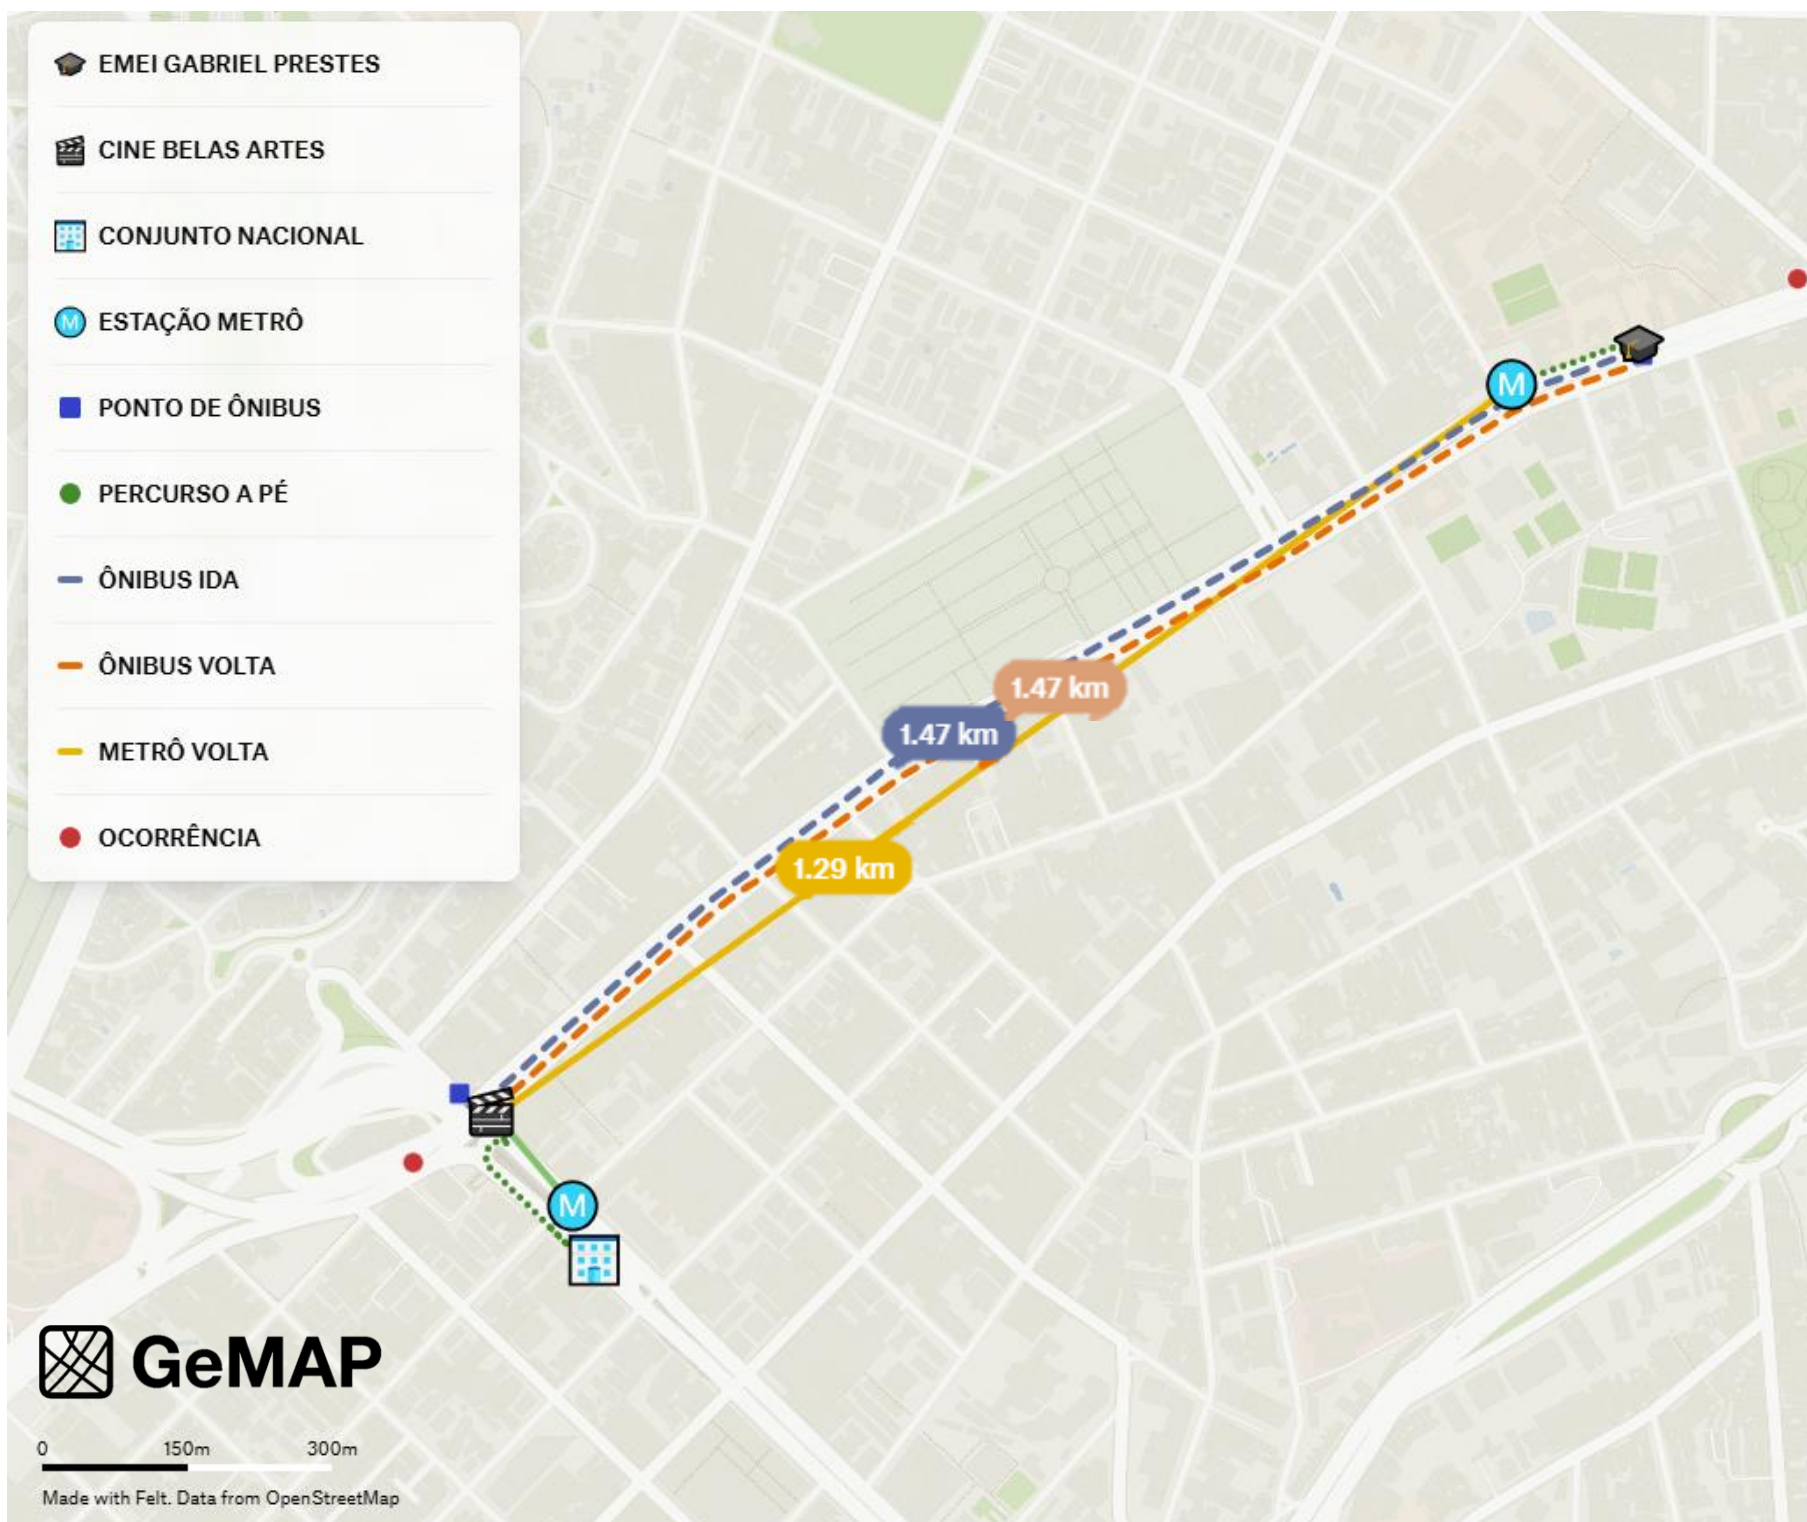 EMEI GABRIEL PRESTES
CINE BELAS ARTES
CONJUNTO NACIONAL
M ESTAÇÃO METRÔ
PONTO DE ÔNIBUS
PERCURSO A PÉ
ÔNIBUS IDA
ÔNIBUS VOLTA
METRÔ VOLTA
OCORRÊNCIA
M
1.47 km
1.47 km
1.29 km
M
GeMAP
0 150m 300m
Made with Felt. Data from OpenStreetMap